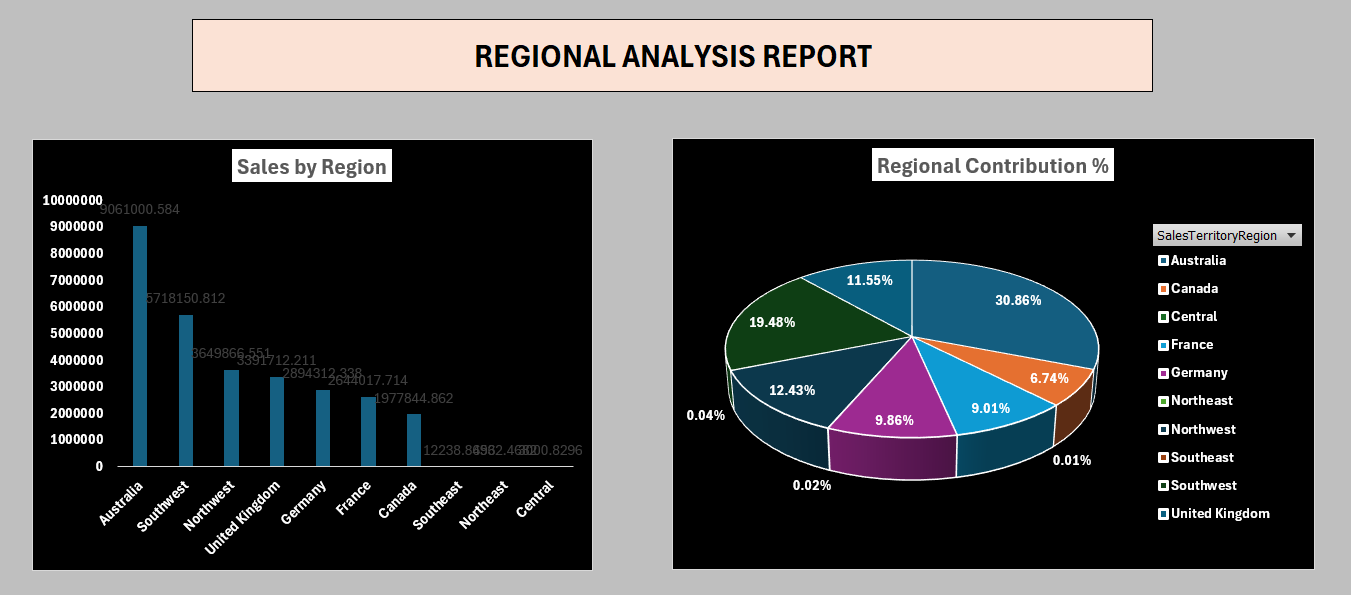 REGIONAL ANALYSIS REPORT
Sales by Region
10000000
9000000
8000000
7000000
6000000
5000000
4000000
3000000
2000000
1000000
0
9061000.584
5718150.812
3649866.551
3391712.211
2894312.338
2644017.714
1977844.862
3000.8296
Australia
Southwest
Northwest
United Kingdom
Germany
France
Canada
Southeast
Northeast
Central
Regional Contribution %
11.55%
30.86%
19.48%
12.43%
6.74%
9.01%
9.86%
0.04%
0.01%
0.02%
SalesTerritoryRegion
Australia
Canada
Central
France
Germany
Northeast
Northwest
Southeast
Southwest
United Kingdom